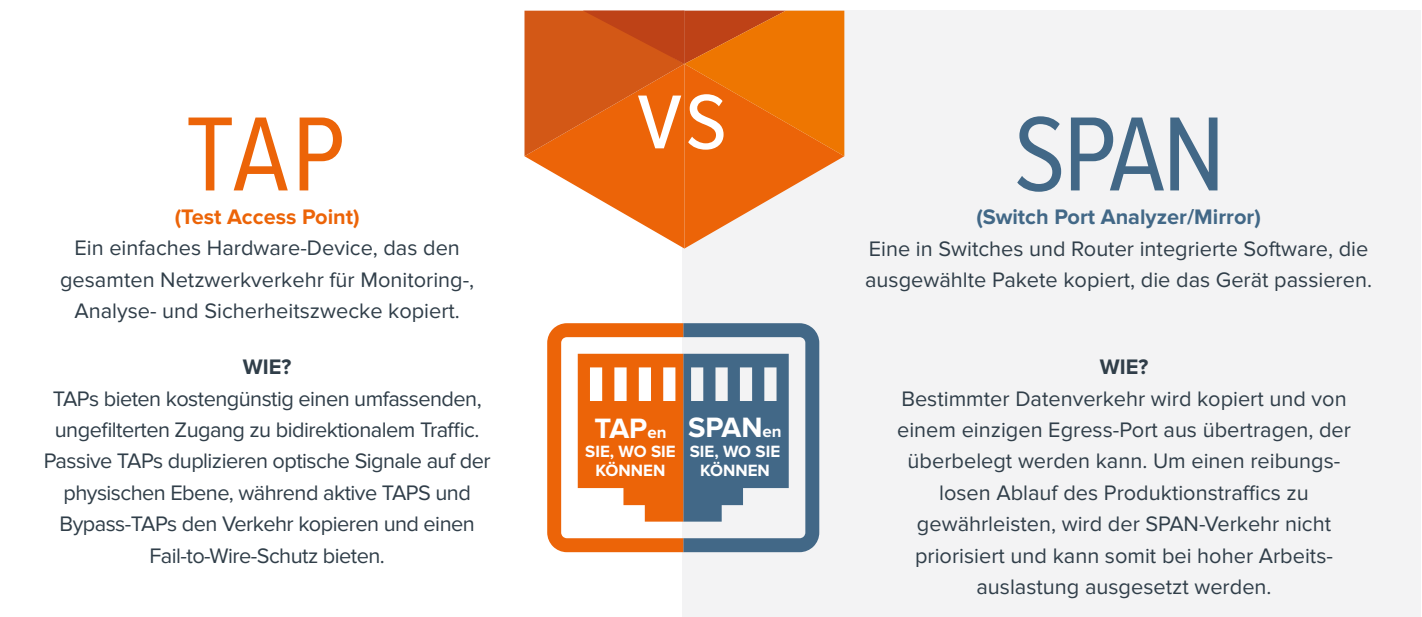 TAP
(Test Access Point)
Ein einfaches Hardware-Device, das den
gesamten Netzwerkverkehr für Monitoring-,
Analyse- und Sicherheitszwecke kopiert.
WIE?
TAPs bieten kostengünstig einen umfassenden,
ungefilterten Zugang zu bidirektionalem Traffic.
Passive TAPs duplizieren optische Signale auf der
physischen Ebene, während aktive TAPS und
Bypass-TAPs den Verkehr kopieren und einen
Fail-to-Wire-Schutz bieten.
VS
TAPen
SIE, WO SIE
KÖNNEN
SPANen
SIE, WO SIE
KÖNNEN
SPAN
(Switch Port Analyzer/Mirror)
Eine in Switches und Router integrierte Software, die
ausgewählte Pakete kopiert, die das Gerät passieren.
WIE?
Bestimmter Datenverkehr wird kopiert und von
einem einzigen Egress-Port aus übertragen, der
überbelegt werden kann. Um einen reibungs-
losen Ablauf des Produktionstraffics zu
gewährleisten, wird der SPAN-Verkehr nicht
priorisiert und kann somit bei hoher Arbeits-
auslastung ausgesetzt werden.